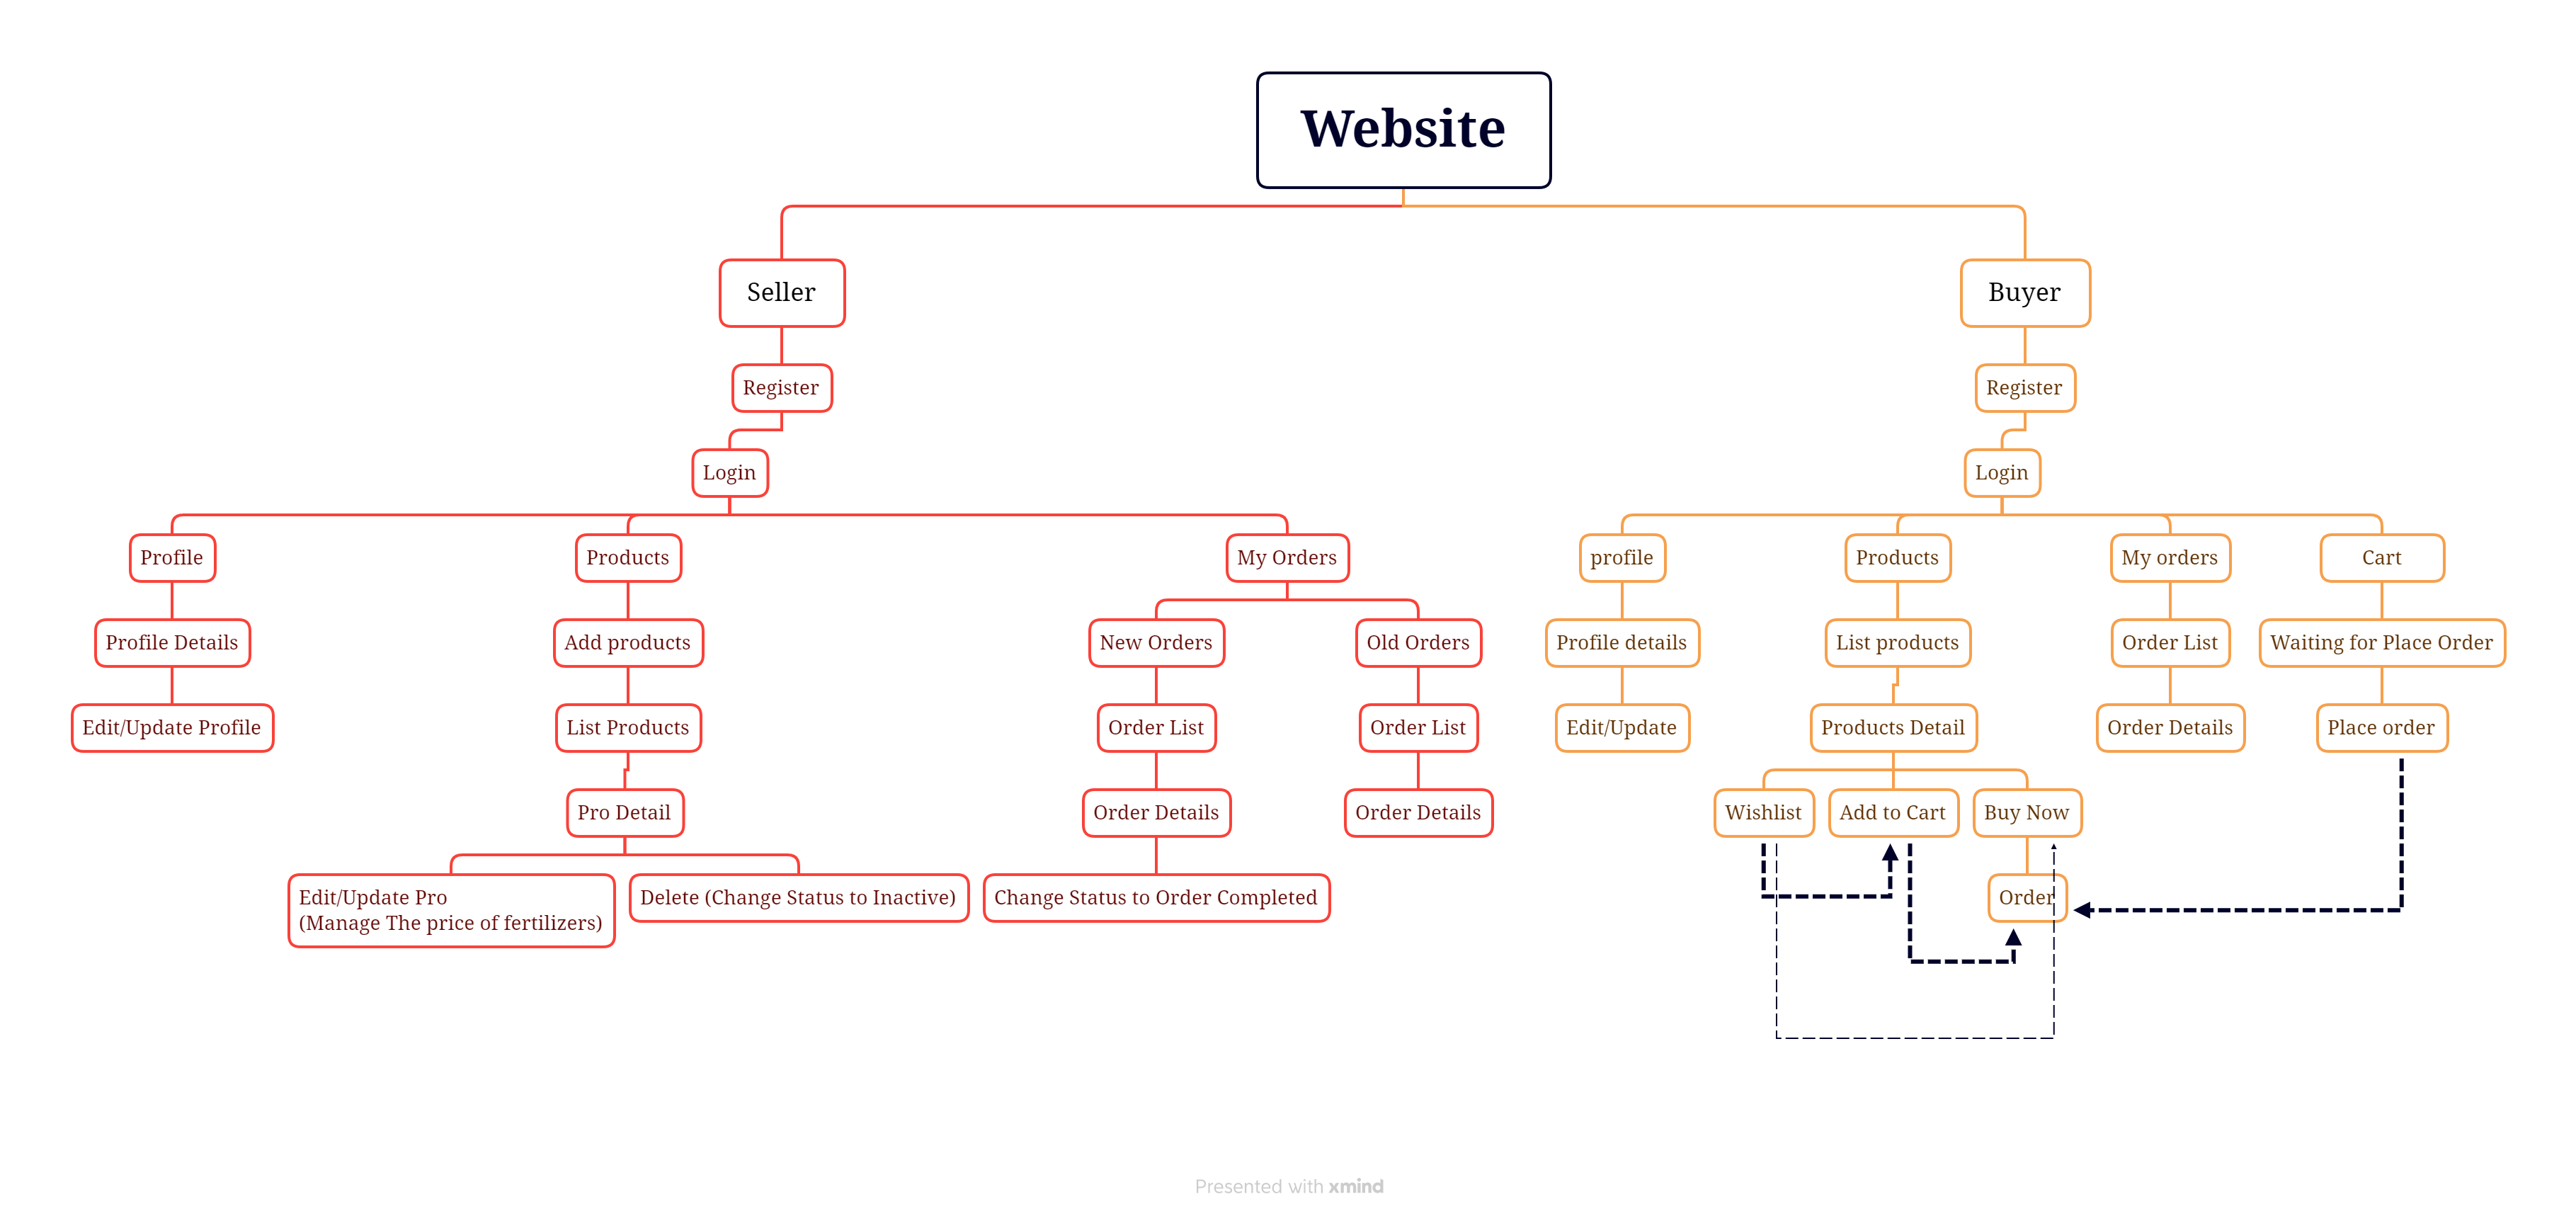 Website
Seller
Buyer
Register
Register
Login
Login
Profile
Products
My Orders
profile
Products
My orders
Cart
Profile Details
Add products
New Orders
Old Orders
Profile details
List products
Order List
Waiting for Place Order
Edit/Update Profile
List Products
Order List
Order List
Edit/Update
Products Detail
Order Details
Place order
Pro Detail
Order Details
Order Details
Wishlist
Add to Cart
Buy Now
Edit/Update Pro
(Manage The price of fertilizers)
Delete (Change Status to Inactive)
Change Status to Order Completed
Order
Presented with xmind